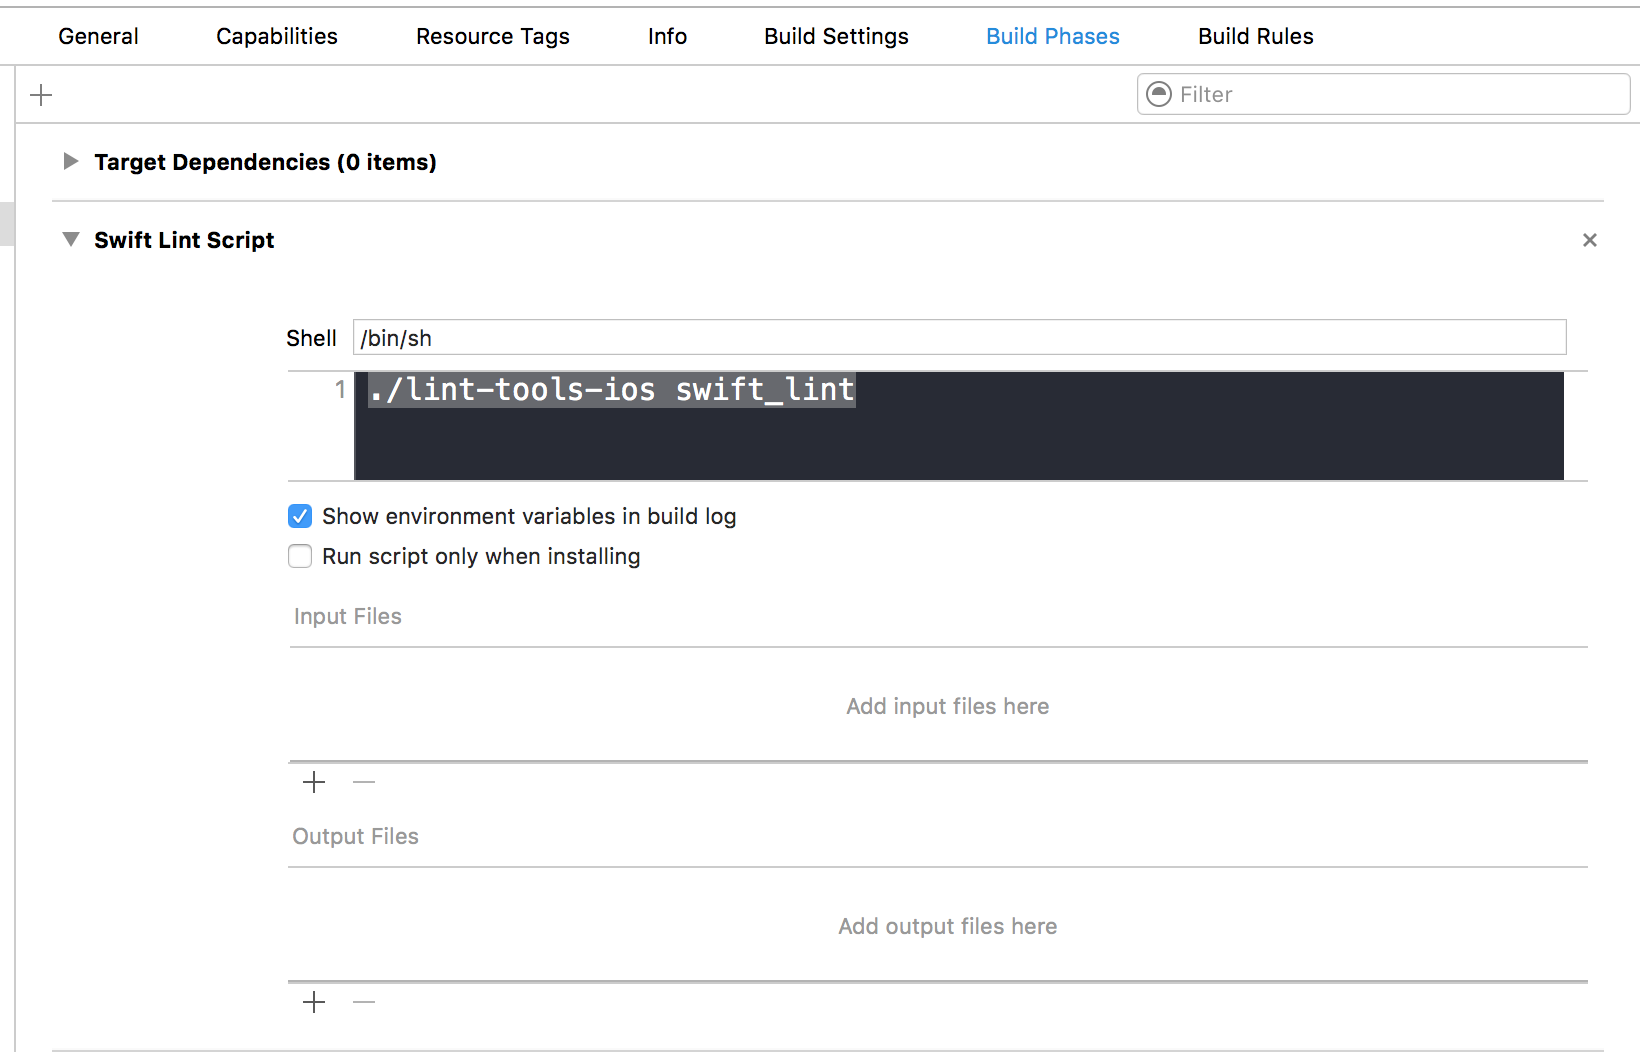 General Capabilities Resource Tags Info Build Settings Build Phases Build Rules
Filter
Target Dependencies (0 items)
Swift Lint Script
Shell /bin/sh
1 ./lint-tools-ios swift_lint
Show environment variables in build log
Run script only when installing
Input Files
Add input files here
Output Files
Add output files here